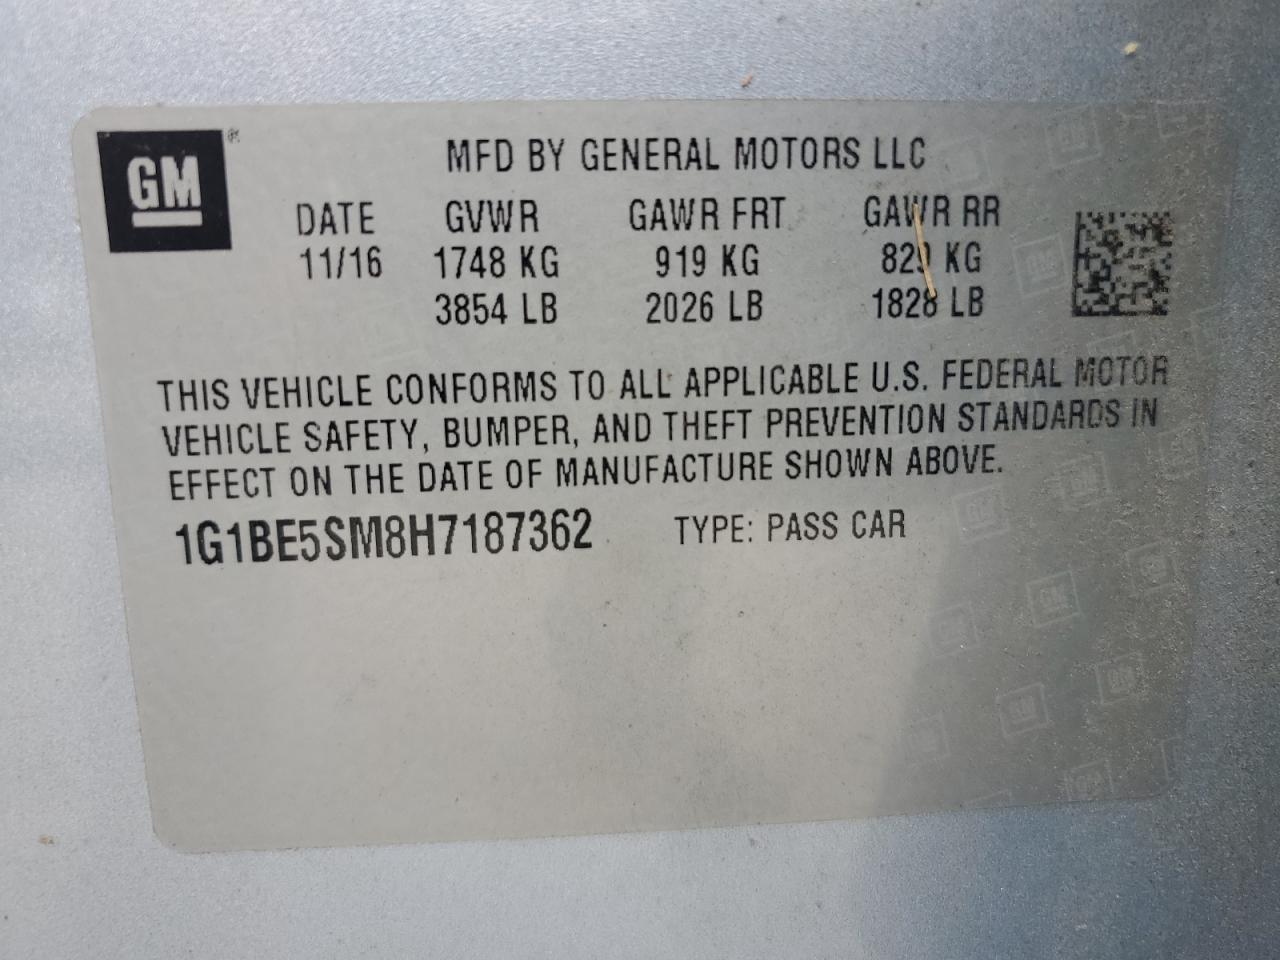 GM®
MFD BY GENERAL MOTORS LLC
DATE GVWR GAWR FRT GAWR RR
11/16 1748 KG 919 KG 829 KG
3854 LB 2026 LB 1828 LB
THIS VEHICLE CONFORMS TO ALL APPLICABLE U.S. FEDERAL MOTOR
VEHICLE SAFETY, BUMPER, AND THEFT PREVENTION STANDARDS IN
EFFECT ON THE DATE OF MANUFACTURE SHOWN ABOVE.
1G1BE5SM8H7187362 TYPE: PASS CAR